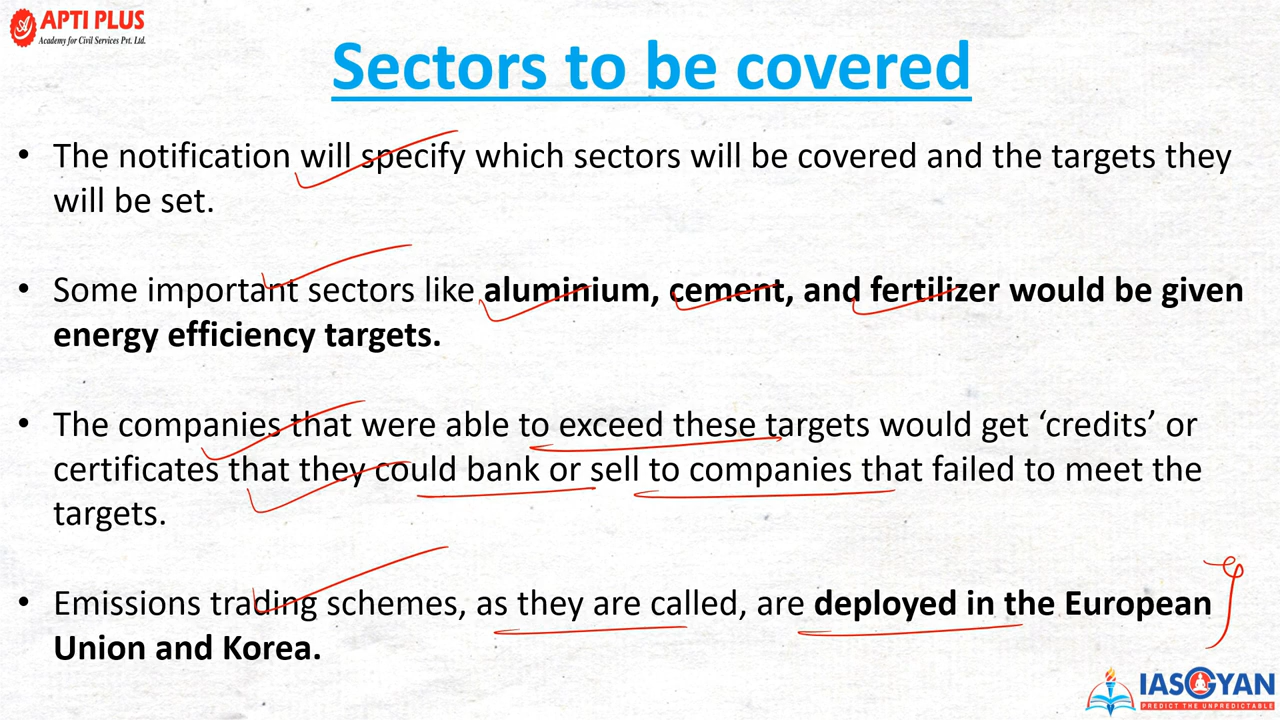 APTI PLUS
Academy for Civil Services Pvt. Ltd.
Sectors to be covered
• The notification will specify which sectors will be covered and the targets they
will be set.
• Some important sectors like aluminium, cement, and fertilizer would be given
energy efficiency targets.
• The companies that were able to exceed these targets would get ‘credits’ or
certificates that they could bank or sell to companies that failed to meet the
targets.
• Emissions trading schemes, as they are called, are deployed in the European
Union and Korea.
IASGYAN
PREDICT THE UNPREDICTABLE